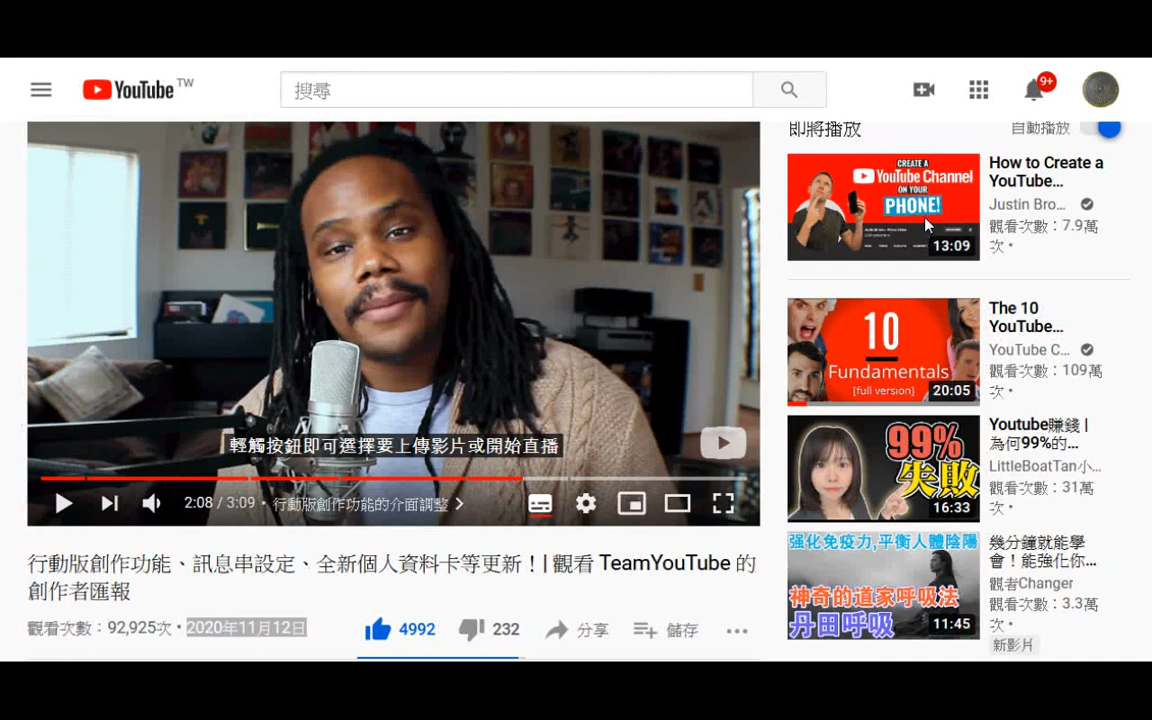 YouTube TW
搜尋
9+
輕觸按鈕即可選擇要上傳影片或開始直播
2:08 / 3:09 • 行動版創作功能的介面調整
行動版創作功能、訊息串設定、全新個人資料卡等更新！| 觀看 TeamYouTube 的
創作者匯報
觀看次數：92,925次 • 2020年11月12日
4992
232
分享
儲存
即將播放
自動播放
CREATE A
YouTube Channel
ON YOUR
PHONE!
13:09
How to Create a
YouTube…
Justin Bro…
觀看次數：7.9萬
次 •
10
Fundamentals
[full version]
20:05
The 10
YouTube…
YouTube C…
觀看次數：109萬
次 •
99%
失敗
16:33
Youtube賺錢 |
為何99%的…
LittleBoatTan小…
觀看次數：31萬
次 •
强化免疫力,平衡人體陰陽
神奇的道家呼吸法
丹田呼吸
11:45
幾分鐘就能學
會！能強化你…
觀者Changer
觀看次數：3.3萬
次 •
新影片